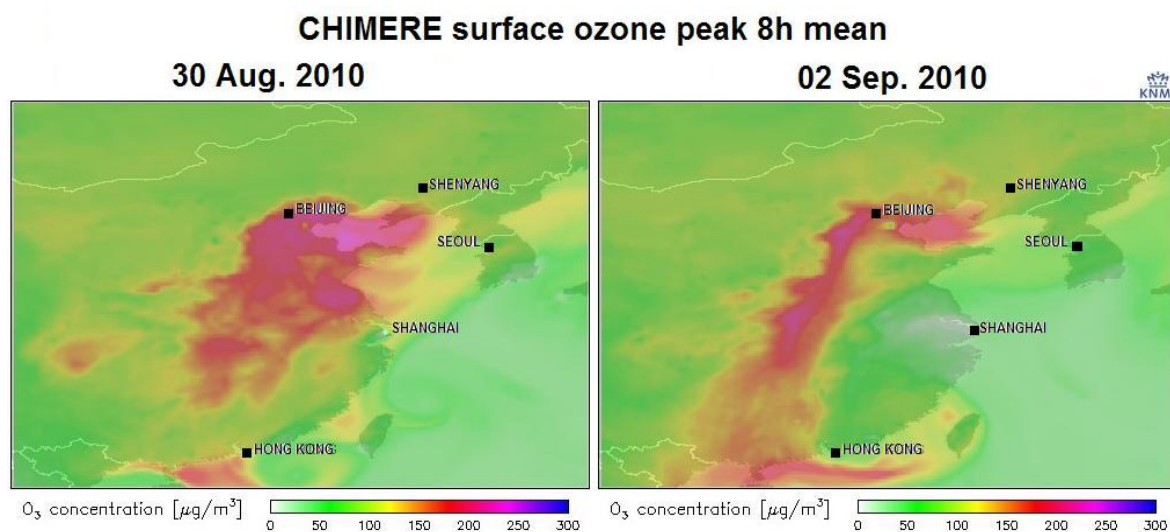 CHIMERE surface ozone peak 8h mean
30 Aug. 2010
02 Sep. 2010
KNM
SHENYANG
BEIJING
SEOUL
SHANGHAI
HONG KONG
SHENYANG
BEIJING
SEOUL
SHANGHAI
HONG KONG
O₃ concentration [μg/m³]
0 50 100 150 200 250 300
O₃ concentration [μg/m³]
0 50 100 150 200 250 300